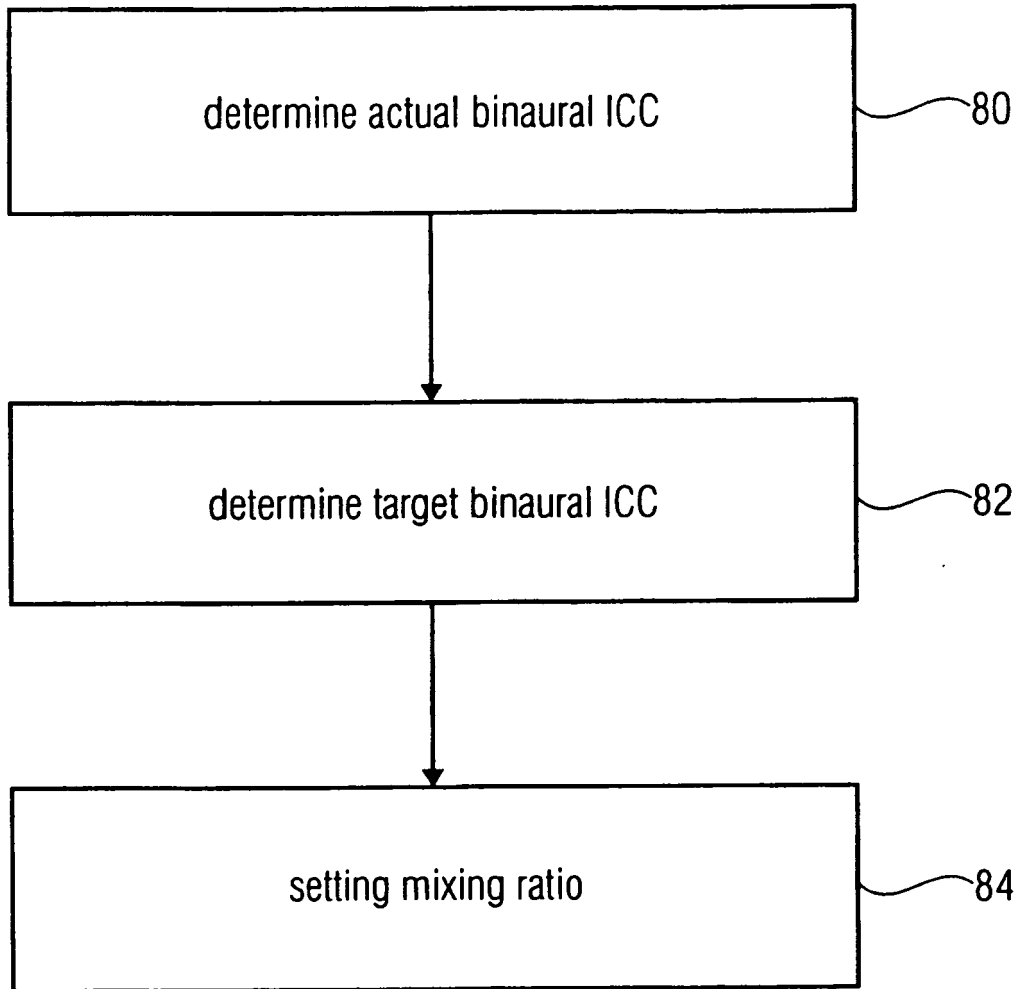 determine actual binaural ICC
80
determine target binaural ICC
82
setting mixing ratio
84